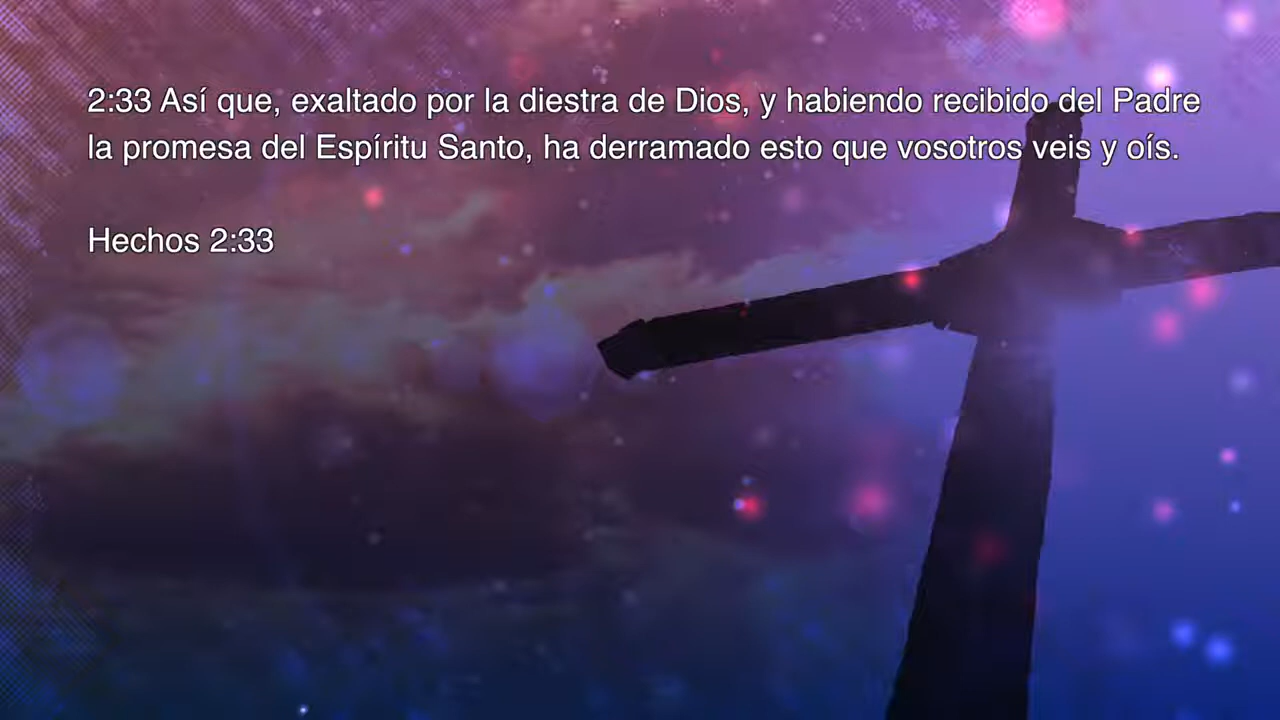 2:33 Así que, exaltado por la diestra de Dios, y habiendo recibido del Padre
la promesa del Espíritu Santo, ha derramado esto que vosotros veis y oís.
Hechos 2:33